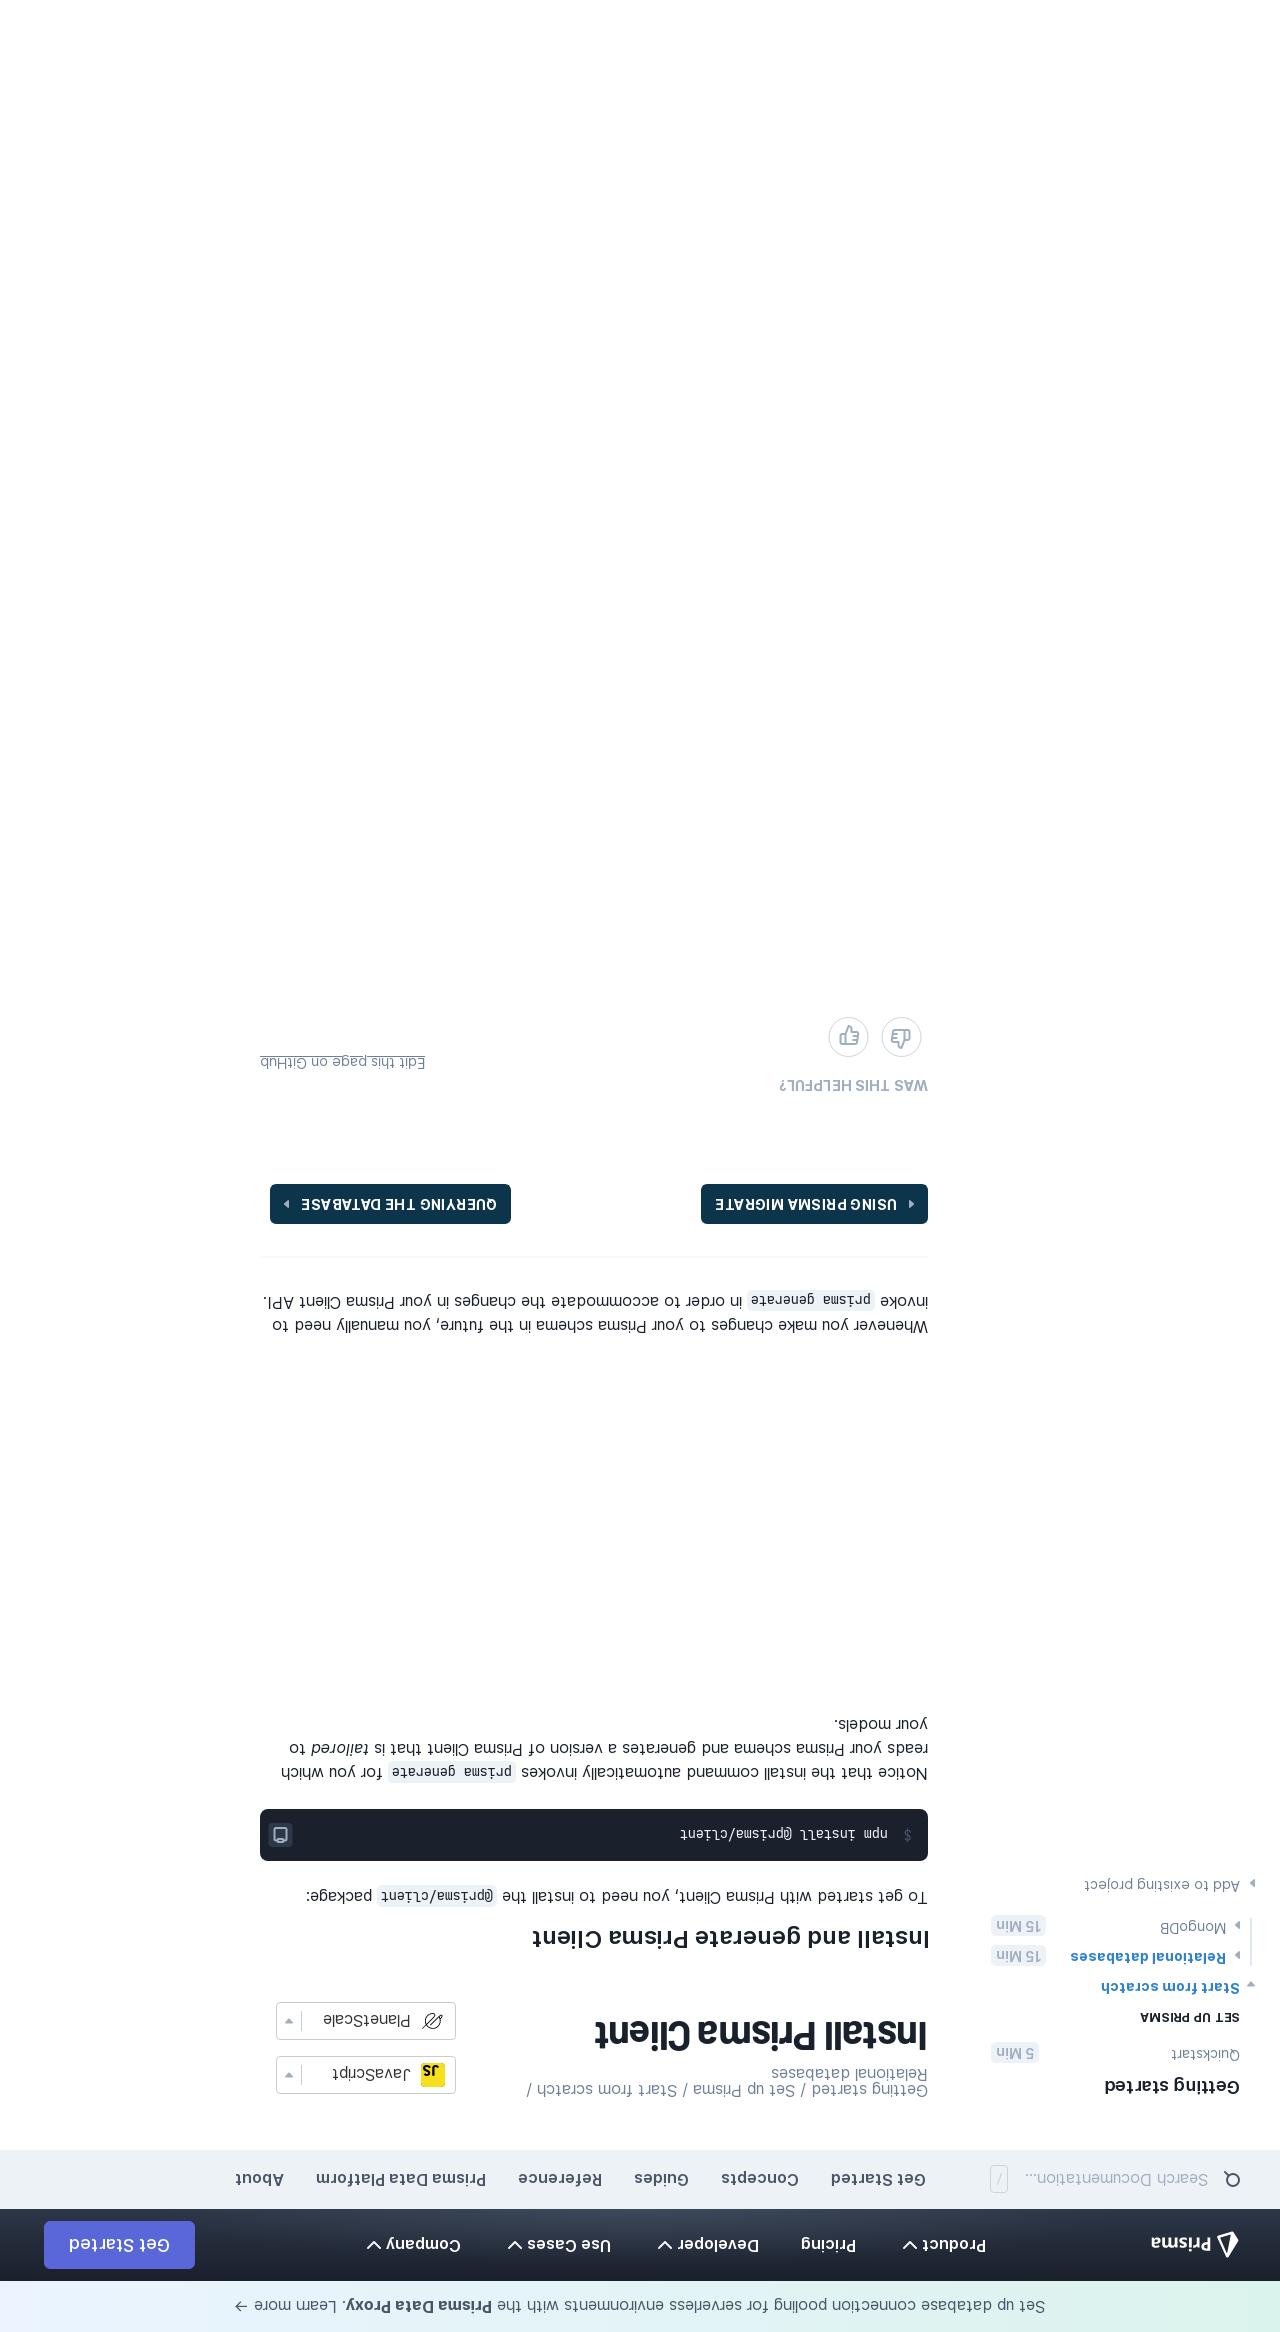 Set up database connection pooling for serverless environments with the Prisma Data Proxy. Learn more →
Prisma
Product
Pricing
Developer
Use Cases
Company
Get Started
Search Documentation...
/
Get Started
Concepts
Guides
Reference
Prisma Data Platform
About
Getting started
Quickstart
5 Min
SET UP PRISMA
Start from scratch
Relational databases
15 Min
MongoDB
15 Min
Add to existing project
Getting started / Set up Prisma / Start from scratch /
Relational databases
Install Prisma Client
JS
JavaScript
PlanetScale
Install and generate Prisma Client
To get started with Prisma Client, you need to install the @prisma/client package:
$ npm install @prisma/client
Notice that the install command automatically invokes prisma generate for you which
reads your Prisma schema and generates a version of Prisma Client that is tailored to
your models.
Whenever you make changes to your Prisma schema in the future, you manually need to
invoke prisma generate in order to accommodate the changes in your Prisma Client API.
USING PRISMA MIGRATE
QUERYING THE DATABASE
WAS THIS HELPFUL?
Edit this page on GitHub